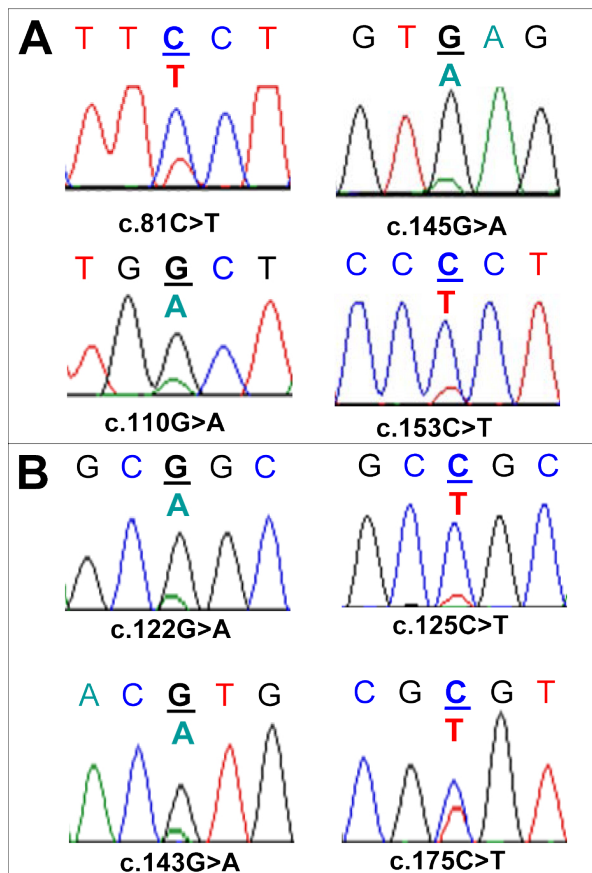 A
T T C C T
T
c.81C>T
G T G A G
A
c.145G>A
T G G C T
A
c.110G>A
C C C C T
T
c.153C>T
B
G C G G C
A
c.122G>A
G C C G C
T
c.125C>T
A C G T G
A
c.143G>A
C G C G T
T
c.175C>T